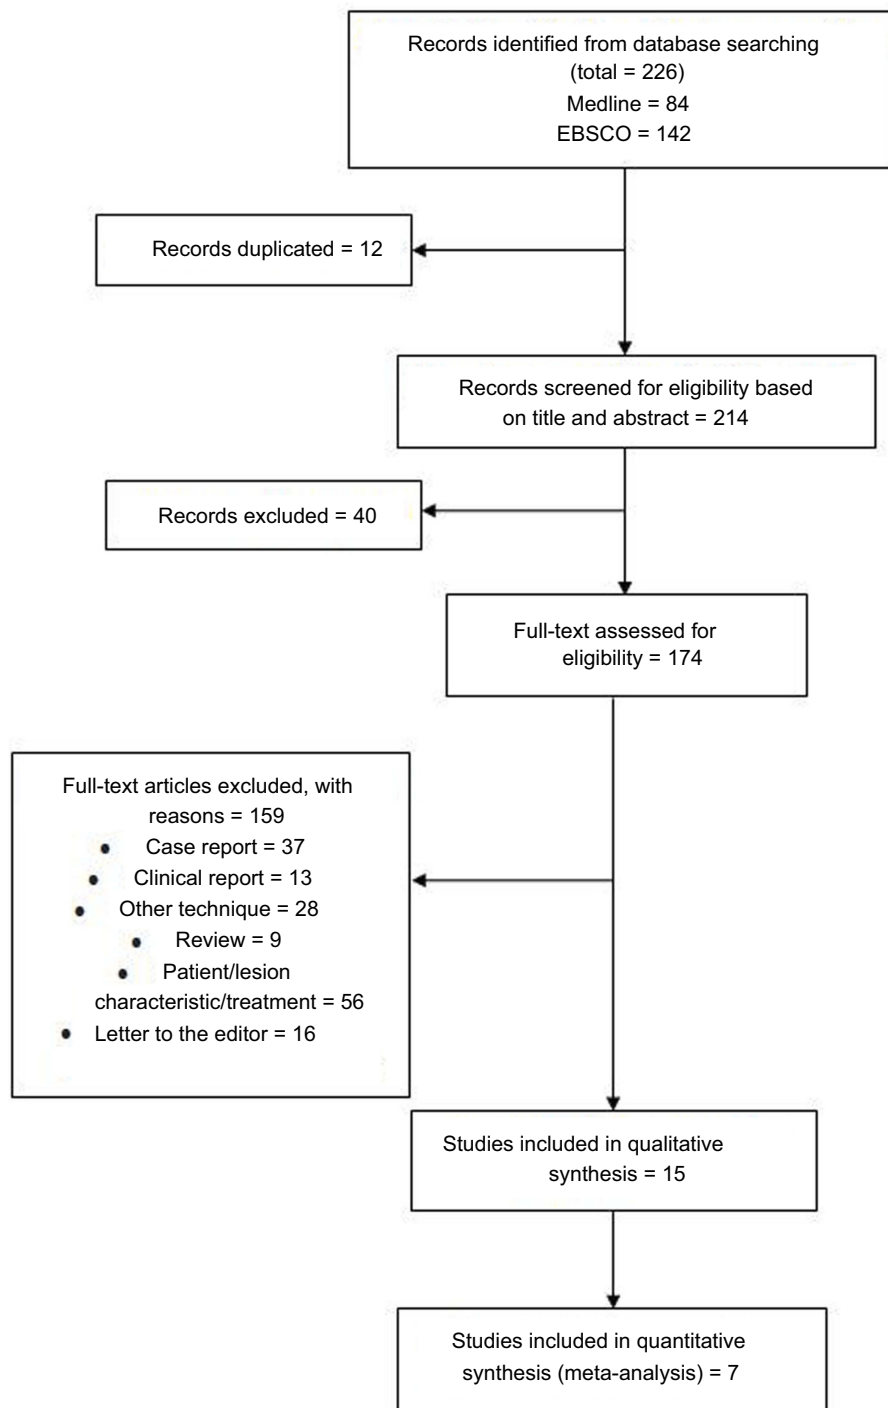 Records identified from database searching
(total = 226)
Medline = 84
EBSCO = 142
Records duplicated = 12
Records screened for eligibility based
on title and abstract = 214
Records excluded = 40
Full-text assessed for
eligibility = 174
Full-text articles excluded, with
reasons = 159
• Case report = 37
• Clinical report = 13
• Other technique = 28
• Review = 9
• Patient/lesion
characteristic/treatment = 56
• Letter to the editor = 16
Studies included in qualitative
synthesis = 15
Studies included in quantitative
synthesis (meta-analysis) = 7